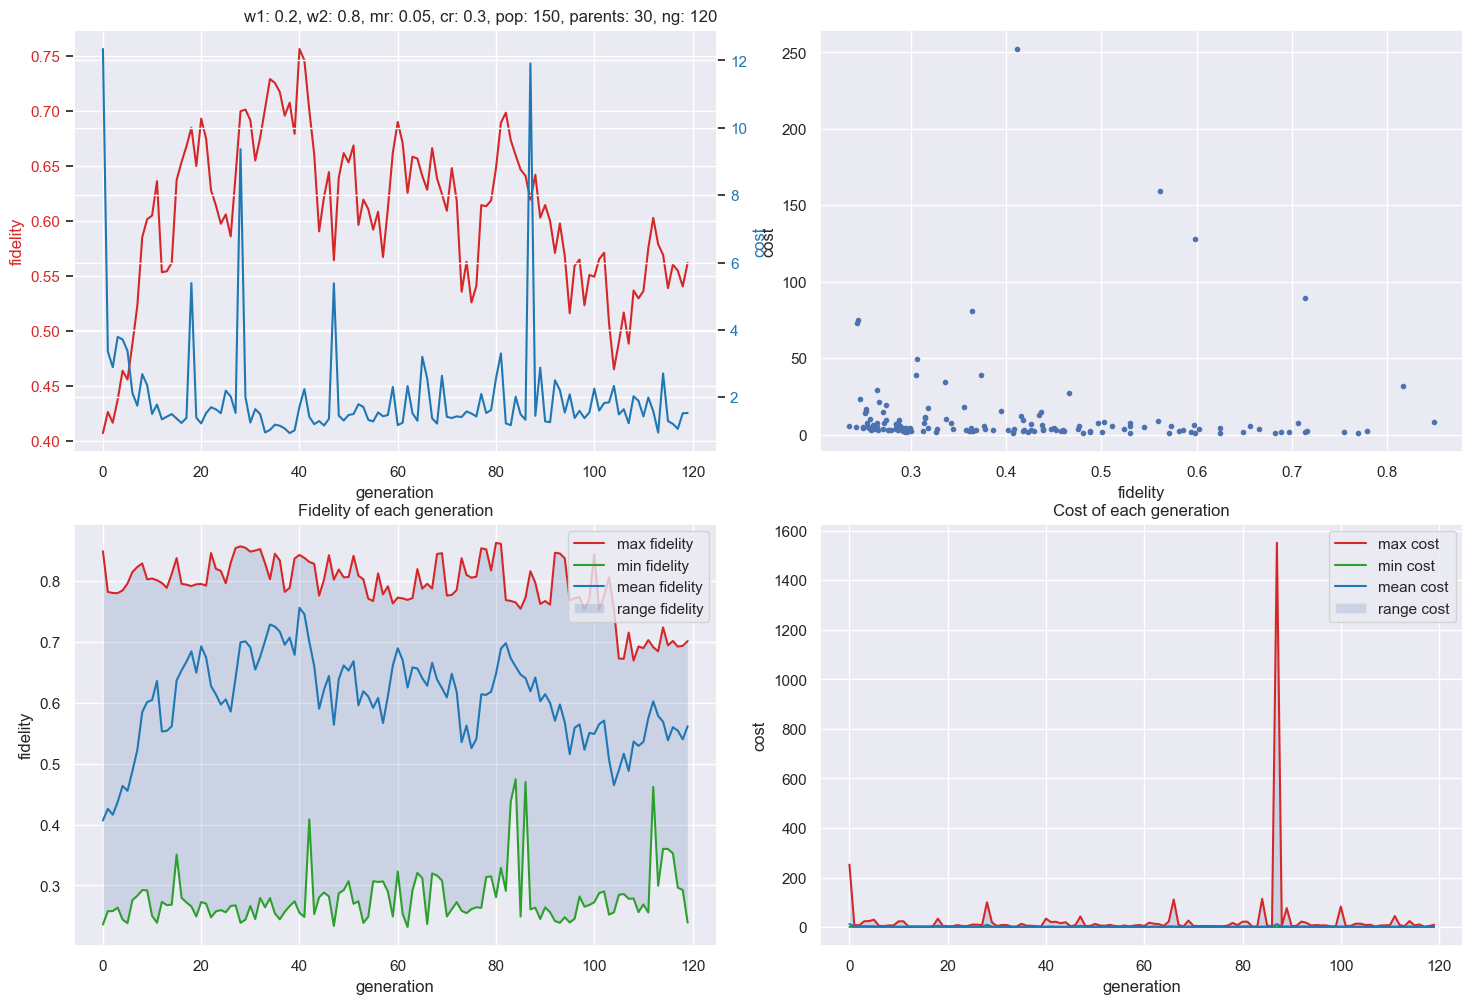 w1: 0.2, w2: 0.8, mr: 0.05, cr: 0.3, pop: 150, parents: 30, ng: 120
0.75
0.70
0.65
0.60
0.55
0.50
0.45
0.40
fidelity
12
10
8
6
4
2
cost
0 20 40 60 80 100 120
generation
250
200
150
100
50
0
cost
0.3 0.4 0.5 0.6 0.7 0.8
fidelity
Fidelity of each generation
0.8
0.7
0.6
0.5
0.4
0.3
fidelity
max fidelity
min fidelity
mean fidelity
range fidelity
0 20 40 60 80 100 120
generation
Cost of each generation
1600
1400
1200
1000
800
600
400
200
0
cost
max cost
min cost
mean cost
range cost
0 20 40 60 80 100 120
generation